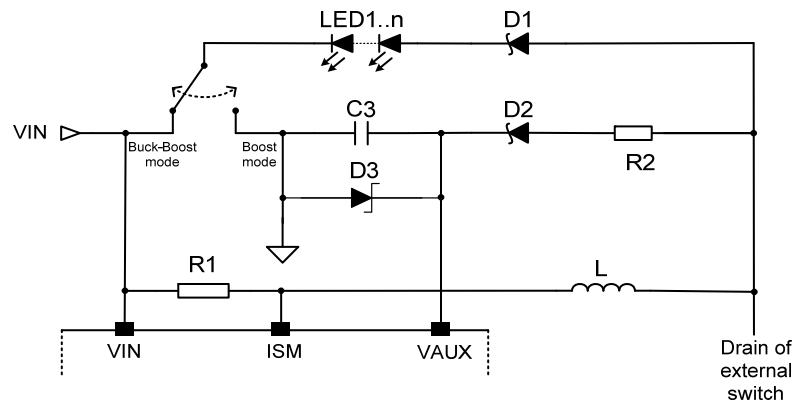 LED1..n
D1
VIN
Buck-Boost
mode
Boost
mode
C3
D2
R2
D3
R1
L
VIN
ISM
VAUX
Drain of
external
switch